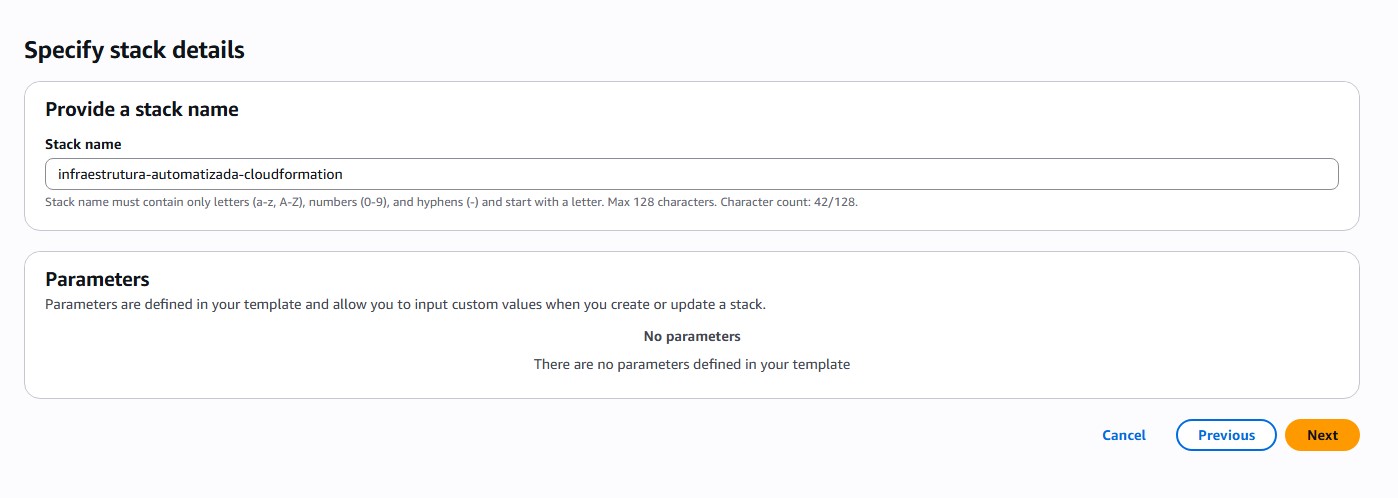 Specify stack details
Provide a stack name
Stack name
infraestrutura-automatizada-cloudformation
Stack name must contain only letters (a-z, A-Z), numbers (0-9), and hyphens (-) and start with a letter. Max 128 characters. Character count: 42/128.
Parameters
Parameters are defined in your template and allow you to input custom values when you create or update a stack.
No parameters
There are no parameters defined in your template
Cancel Previous Next